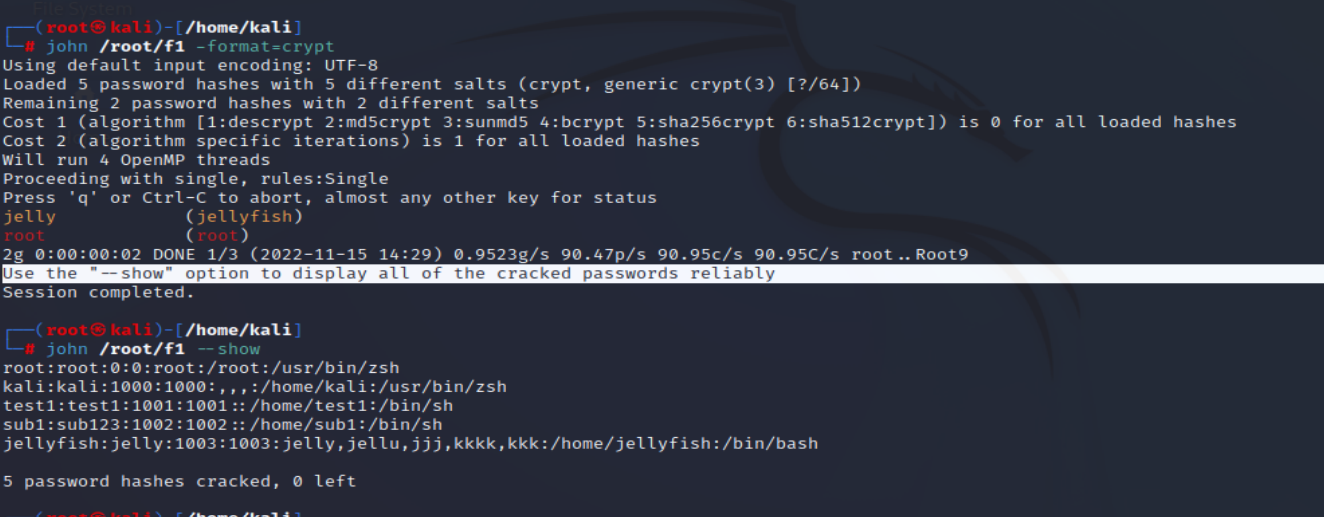 File System
┌──(root㉿kali)-[/home/kali]
└─# john /root/f1 -format=crypt
Using default input encoding: UTF-8
Loaded 5 password hashes with 5 different salts (crypt, generic crypt(3) [?/64])
Remaining 2 password hashes with 2 different salts
Cost 1 (algorithm [1:descrypt 2:md5crypt 3:sunmd5 4:bcrypt 5:sha256crypt 6:sha512crypt]) is 0 for all loaded hashes
Cost 2 (algorithm specific iterations) is 1 for all loaded hashes
Will run 4 OpenMP threads
Proceeding with single, rules:Single
Press 'q' or Ctrl-C to abort, almost any other key for status
jelly            (jellyfish)
root             (root)
2g 0:00:00:02 DONE 1/3 (2022-11-15 14:29) 0.9523g/s 90.47p/s 90.95c/s 90.95C/s root..Root9
Use the "--show" option to display all of the cracked passwords reliably
Session completed.
┌──(root㉿kali)-[/home/kali]
└─# john /root/f1 --show
root:root:0:0:root:/root:/usr/bin/zsh
kali:kali:1000:1000:,,,:/home/kali:/usr/bin/zsh
test1:test1:1001:1001::/home/test1:/bin/sh
sub1:sub123:1002:1002::/home/sub1:/bin/sh
jellyfish:jelly:1003:1003:jelly,jellu,jjj,kkkk,kkk:/home/jellyfish:/bin/bash
5 password hashes cracked, 0 left
┌──(root㉿kali)-[/home/kali]